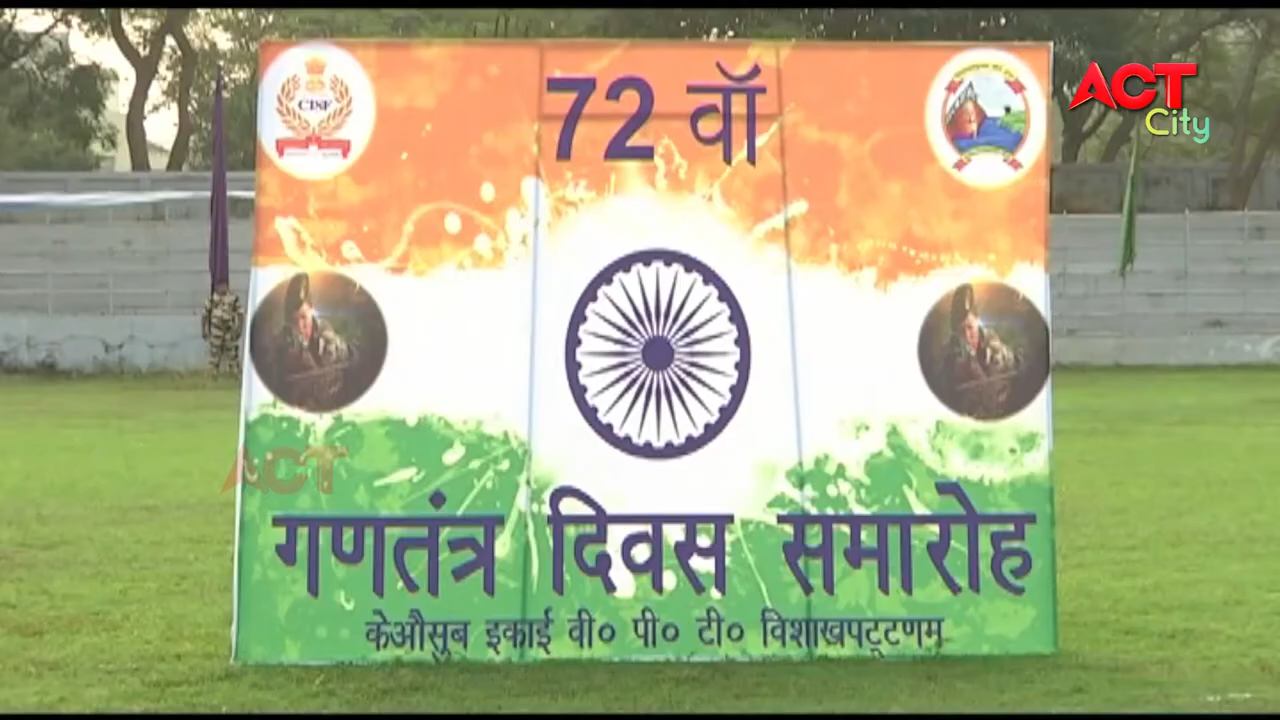 ACT
City
CISF
72 वॉ
ACT
गणतंत्र दिवस समारोह
केऔसुब इकाई वी० पी० टी० विशाखपट्टणम्